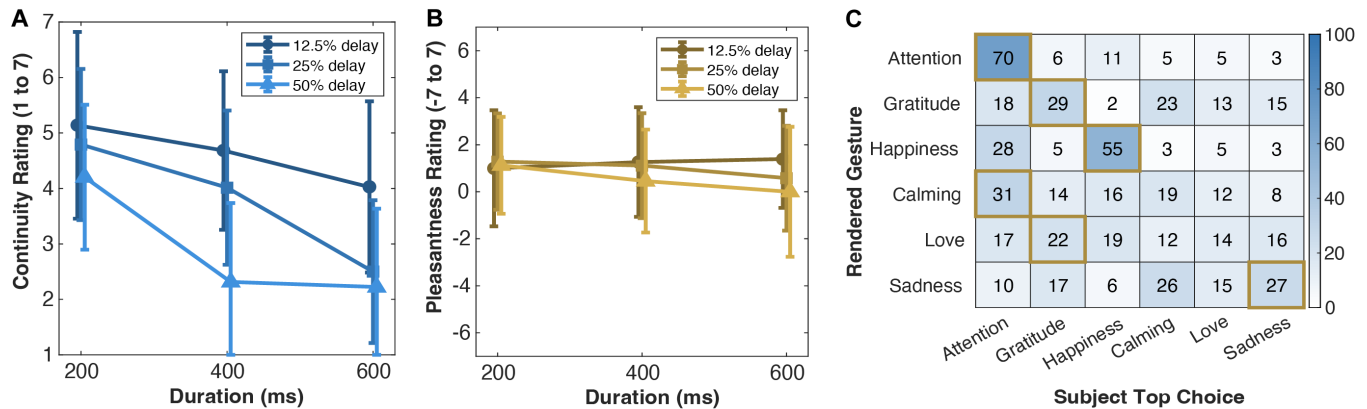 A
Continuity Rating (1 to 7)
7
6
5
4
3
2
1
200
400
600
Duration (ms)
12.5% delay
25% delay
50% delay
B
Pleasantness Rating (-7 to 7)
6
4
2
0
-2
-4
-6
200
400
600
Duration (ms)
12.5% delay
25% delay
50% delay
C
Rendered Gesture
Attention 70 6 11 5 5 3
Gratitude 18 29 2 23 13 15
Happiness 28 5 55 3 5 3
Calming 31 14 16 19 12 8
Love 17 22 19 12 14 16
Sadness 10 17 6 26 15 27
Attention Gratitude Happiness Calming Love Sadness
Subject Top Choice
100
80
60
40
20
0